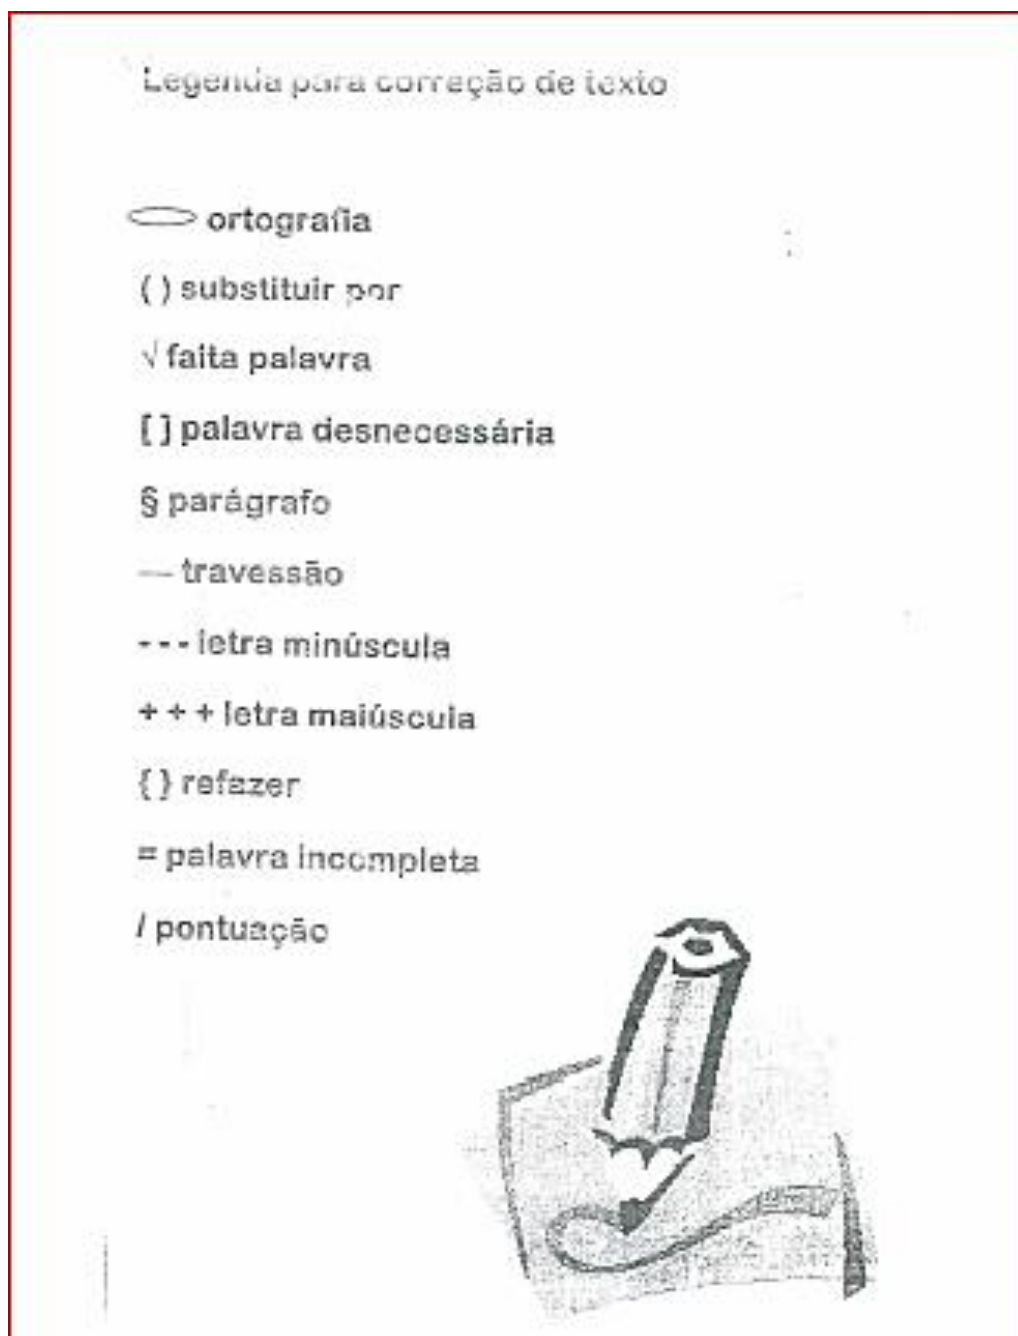 Legenda para correção de texto
ortografia
( ) substituir por
√ falta palavra
[ ] palavra desnecessária
§ parágrafo
— travessão
- - - letra minúscula
+ + + letra maiúscula
{ } refazer
= palavra incompleta
/ pontuação